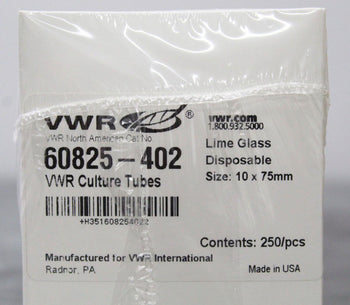 VWR®
vwr.com
1.800.932.5000
VWR North American Cat No
60825-402
Lime Glass
VWR Culture Tubes
Disposable
Size: 10 x 75mm
+H351608254022
Contents: 250/pcs
Manufactured for VWR International
Radnor, PA
Made in USA